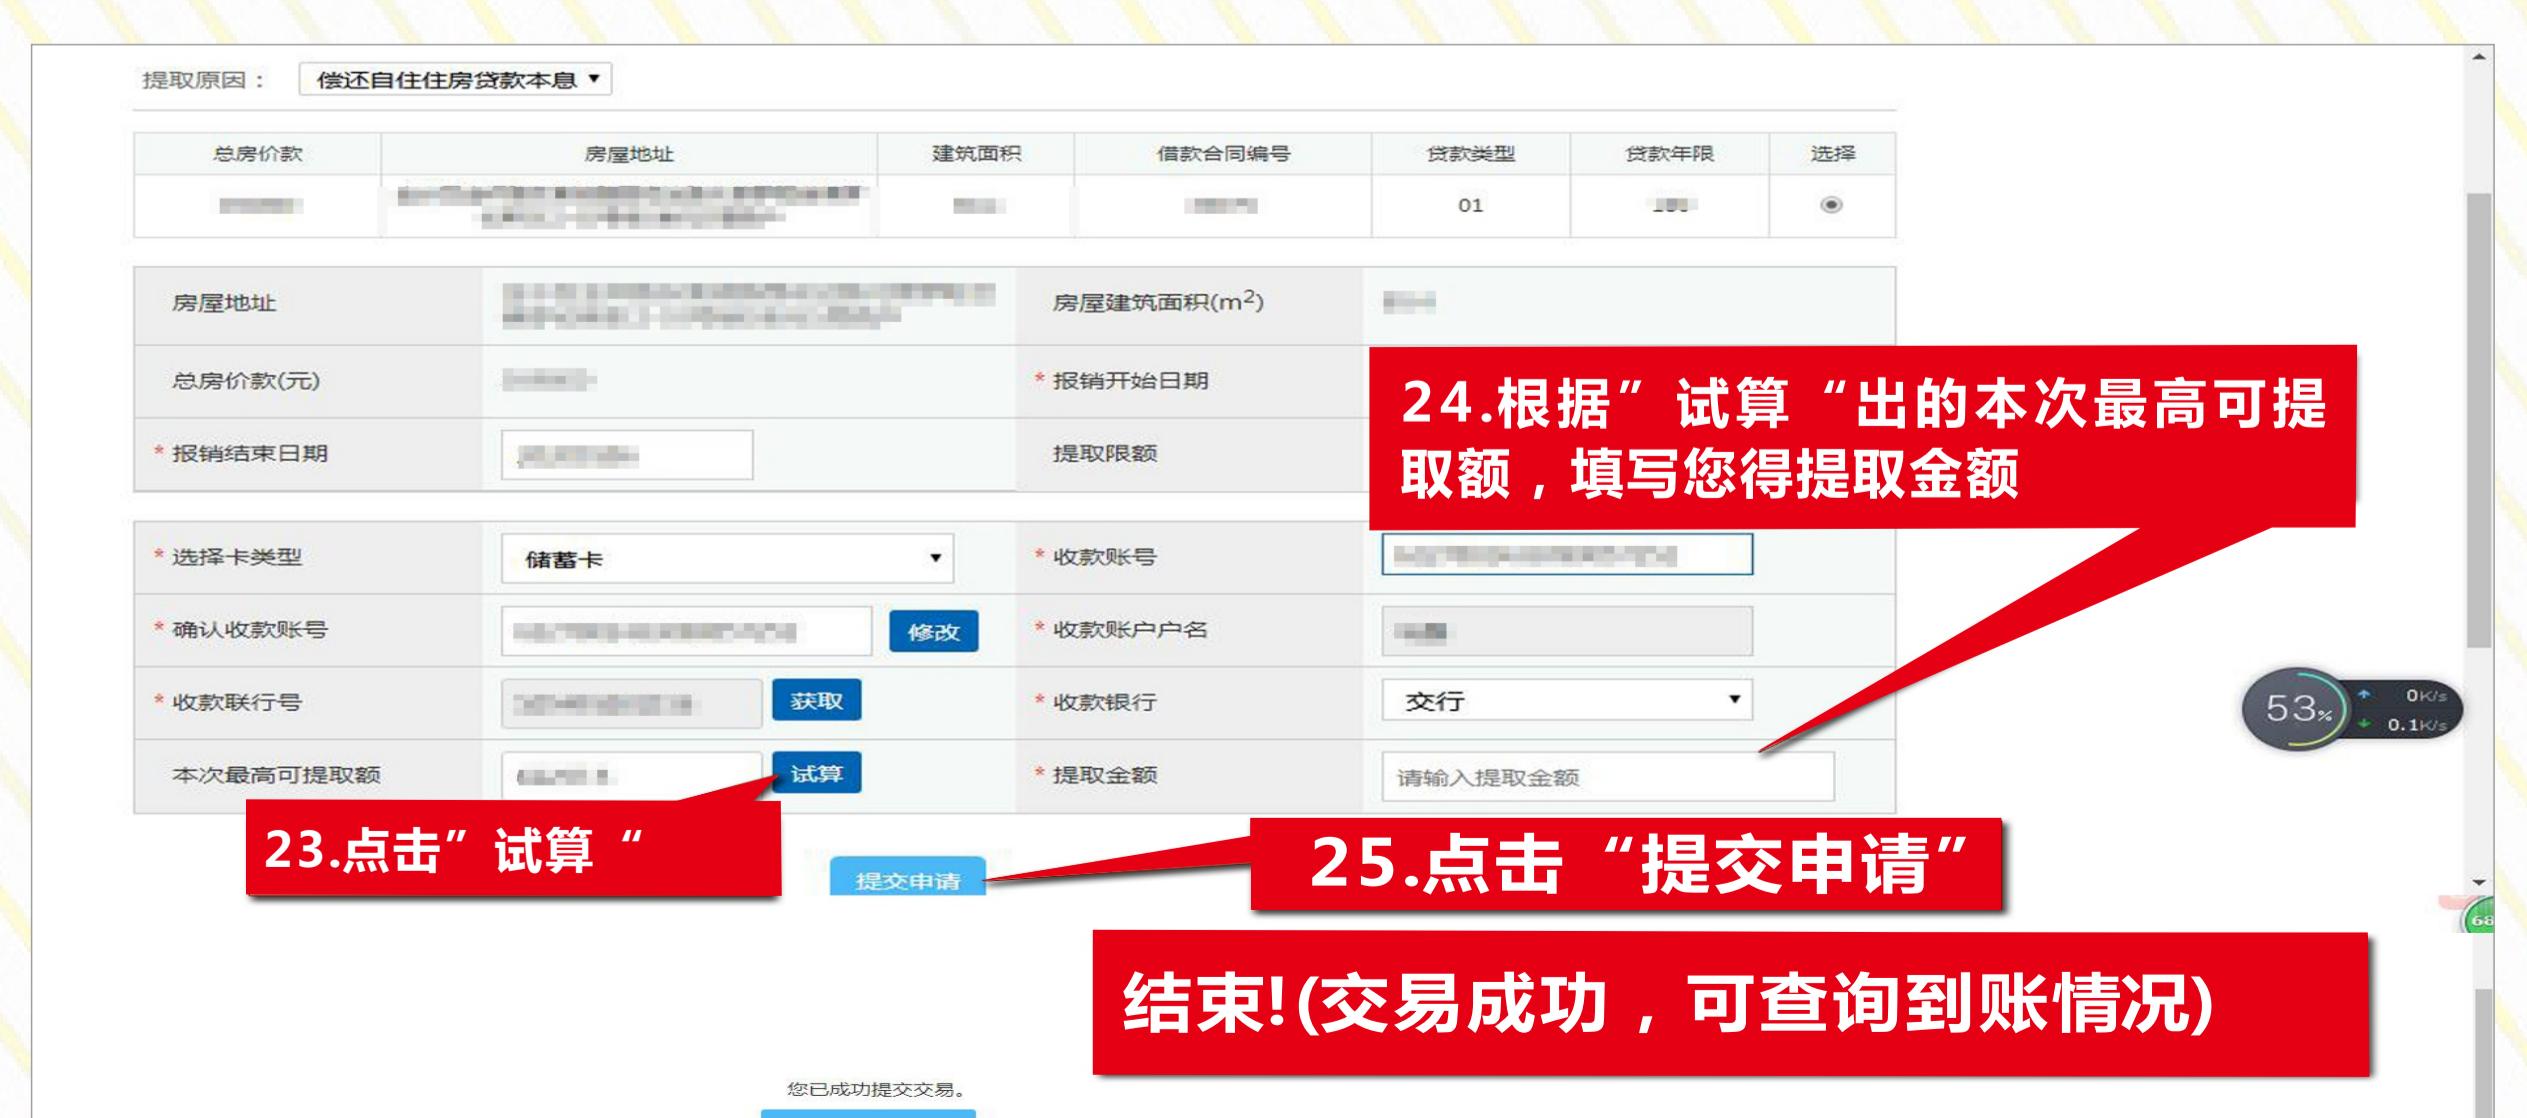 提取原因： 偿还自住住房贷款本息▼
总房价款 房屋地址 建筑面积 借款合同编号 贷款类型 贷款年限 选择
01
房屋地址 房屋建筑面积(m²)
总房价款(元) *报销开始日期
*报销结束日期 提取限额
24.根据”试算“出的本次最高可提
取额，填写您得提取金额
*选择卡类型 储蓄卡 ▼ *收款账号
*确认收款账号 修改 *收款账户户名
*收款联行号 获取 *收款银行 交行 ▼
本次最高可提取额 试算 *提取金额 请输入提取金额
53% 0K/s
0.1K/s
23.点击”试算“
提交申请
25.点击“提交申请”
68
结束!(交易成功，可查询到账情况)
您已成功提交交易。